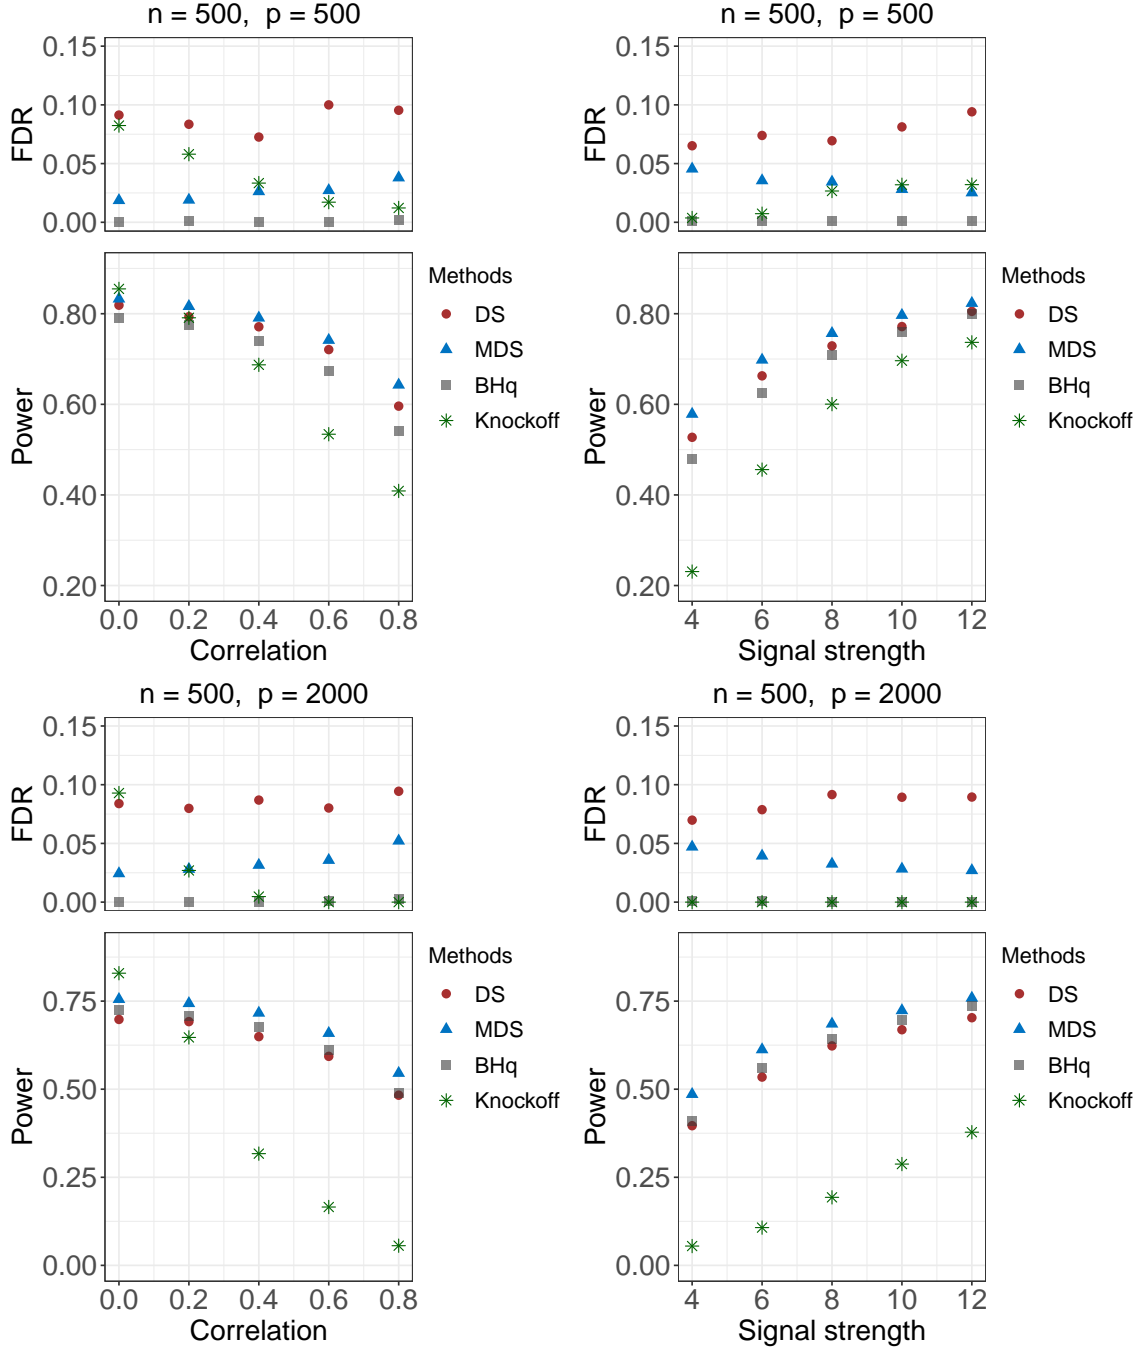 n = 500,  p = 500
0.15
0.10
0.05
0.00
FDR
0.80
0.60
0.40
0.20
Power
0.0 0.2 0.4 0.6 0.8
Correlation
Methods
DS
MDS
BHq
Knockoff
n = 500,  p = 500
0.15
0.10
0.05
0.00
FDR
0.80
0.60
0.40
0.20
Power
4 6 8 10 12
Signal strength
Methods
DS
MDS
BHq
Knockoff
n = 500,  p = 2000
0.15
0.10
0.05
0.00
FDR
0.75
0.50
0.25
0.00
Power
0.0 0.2 0.4 0.6 0.8
Correlation
Methods
DS
MDS
BHq
Knockoff
n = 500,  p = 2000
0.15
0.10
0.05
0.00
FDR
0.75
0.50
0.25
0.00
Power
4 6 8 10 12
Signal strength
Methods
DS
MDS
BHq
Knockoff